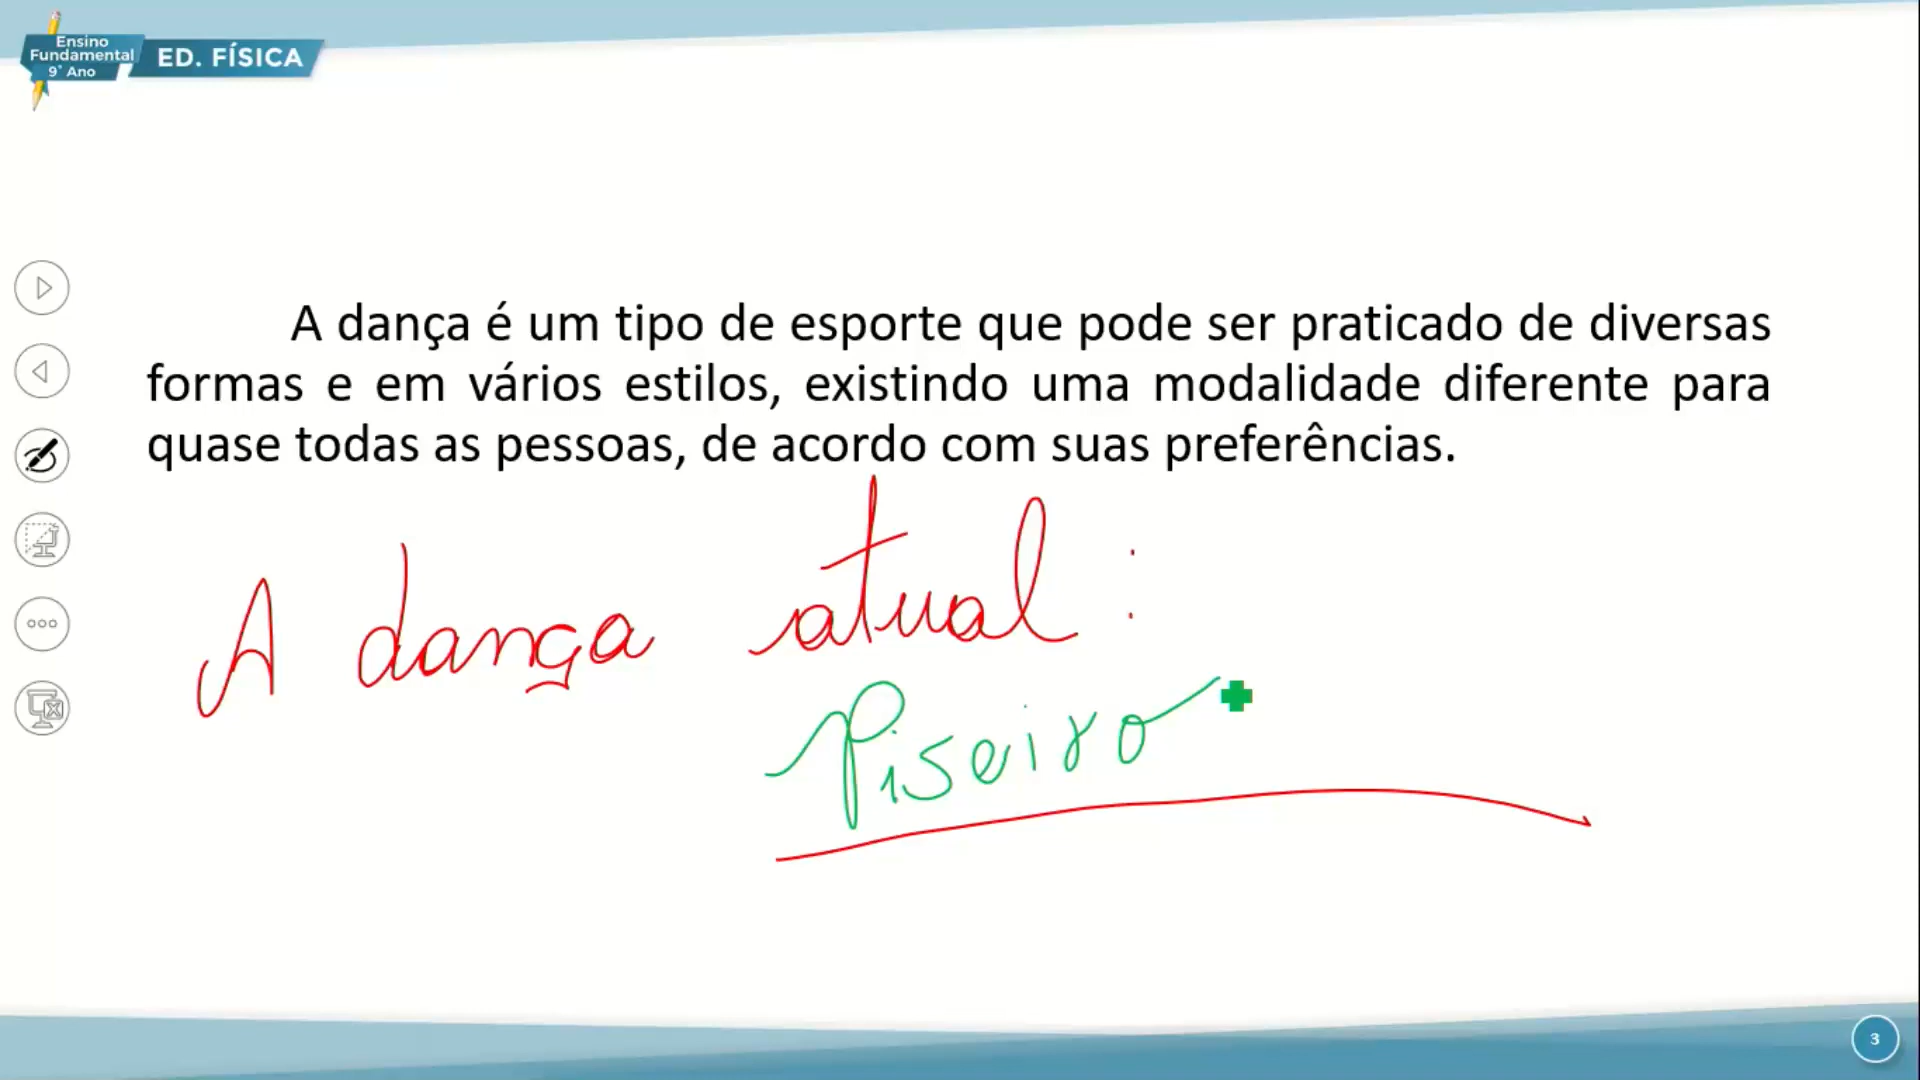 Ensino
Fundamental
9° Ano
ED. FÍSICA
A dança é um tipo de esporte que pode ser praticado de diversas
formas e em vários estilos, existindo uma modalidade diferente para
quase todas as pessoas, de acordo com suas preferências.
A dança atual:
Piseiro
3